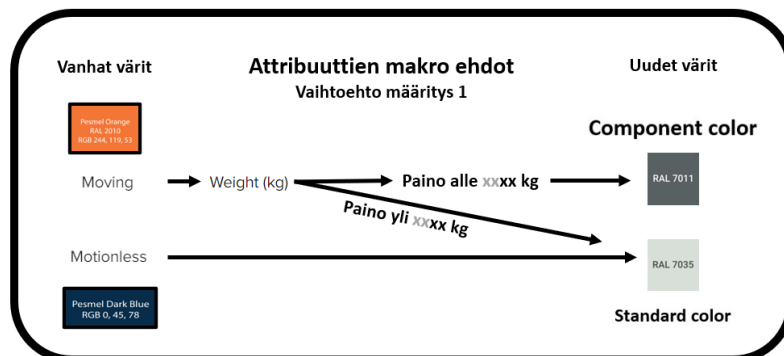 Vanhat värit
Attribuuttien makro ehdot
Uudet värit
Vaihtoehto määritys 1
Pesmel Orange
RAL 2010
RGB 244, 119, 53
Component color
Moving
Weight (kg)
Paino alle xxxx kg
RAL 7011
Paino yli xxxx kg
Motionless
RAL 7035
Pesmel Dark Blue
RGB 0, 45, 78
Standard color